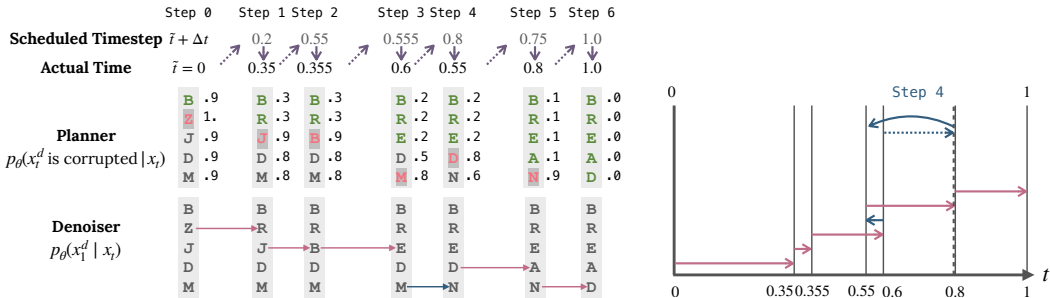 Step 0 Step 1 Step 2 Step 3 Step 4 Step 5 Step 6
Scheduled Timestep t̃ + Δt 0.2 0.55 0.555 0.8 0.75 1.0
Actual Time t̃ = 0 0.35 0.355 0.6 0.55 0.8 1.0
B .9 B .3 B .3 B .2 B .2 B .1 B .0
Z 1. R .3 R .3 R .2 R .2 R .1 R .0
Planner J .9 J .9 B .9 E .2 E .2 E .1 E .0
p_θ(x_t^d is corrupted | x_t) D .9 D .8 D .8 D .5 D .8 A .1 A .0
M .9 M .8 M .8 M .8 N .6 N .9 D .0
B B B B B B B
Denoiser Z R R R R R R
p_θ(x_1^d | x_t) J J B E E E E
D D D D D A A
M M M M N N D
0 1
Step 4
t
0 0.35 0.355 0.55 0.6 0.8 1